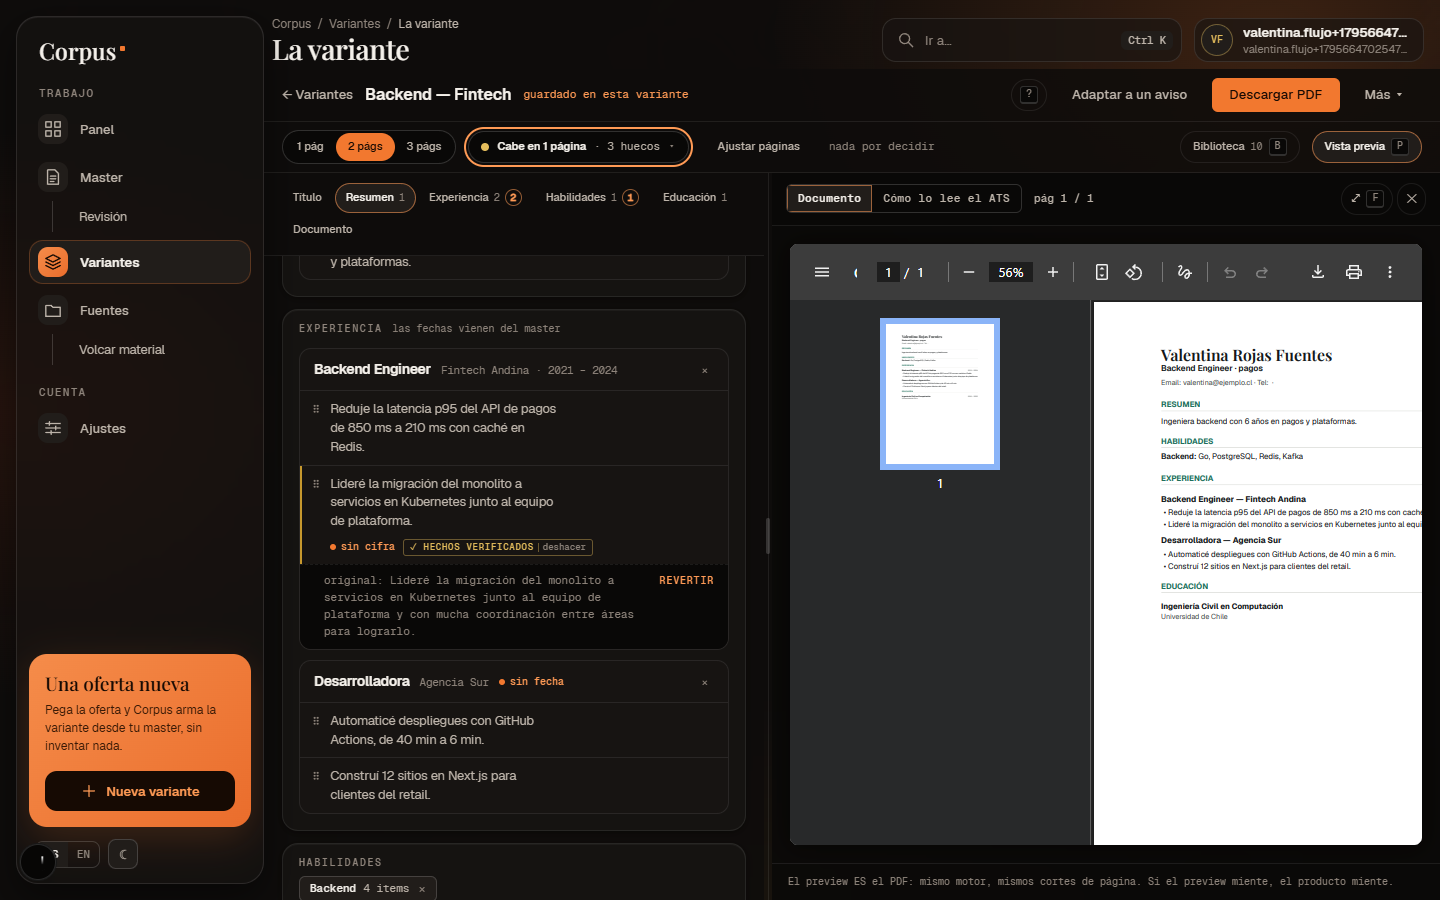 Corpus
TRABAJO
Panel
Master
Revisión
Variantes
Fuentes
Volcar material
CUENTA
Ajustes
Una oferta nueva
Pega la oferta y Corpus arma la
variante desde tu master, sin
inventar nada.
+ Nueva variante
EN
Corpus / Variantes / La variante
La variante
Ir a…
Ctrl K
VF
valentina.flujo+17956647…
valentina.flujo+1795664702547…
← Variantes
Backend — Fintech
guardado en esta variante
?
Adaptar a un aviso
Descargar PDF
Más
1 pág
2 págs
3 págs
Cabe en 1 página · 3 huecos
Ajustar páginas
nada por decidir
Biblioteca 10 B
Vista previa P
Título
Resumen 1
Experiencia 2 2
Habilidades 1 1
Educación 1
Documento
y plataformas.
EXPERIENCIA las fechas vienen del master
Backend Engineer Fintech Andina · 2021 – 2024 ×
Reduje la latencia p95 del API de pagos
de 850 ms a 210 ms con caché en
Redis.
Lideré la migración del monolito a
servicios en Kubernetes junto al equipo
de plataforma.
sin cifra ✓ HECHOS VERIFICADOS | deshacer
original: Lideré la migración del monolito a
servicios en Kubernetes junto al equipo de
plataforma y con mucha coordinación entre áreas
para lograrlo.
REVERTIR
Desarrolladora Agencia Sur sin fecha ×
Automaticé despliegues con GitHub
Actions, de 40 min a 6 min.
Construí 12 sitios en Next.js para
clientes del retail.
HABILIDADES
Backend 4 items ×
Documento
Cómo lo lee el ATS
pág 1 / 1
F
1 / 1
56%
1
Valentina Rojas Fuentes
Backend Engineer · pagos
Email: valentina@ejemplo.cl · Tel: ·
RESUMEN
Ingeniera backend con 6 años en pagos y plataformas.
HABILIDADES
Backend: Go, PostgreSQL, Redis, Kafka
EXPERIENCIA
Backend Engineer — Fintech Andina
• Reduje la latencia p95 del API de pagos de 850 ms a 210 ms con caché
• Lideré la migración del monolito a servicios en Kubernetes junto al equi
Desarrolladora — Agencia Sur
• Automaticé despliegues con GitHub Actions, de 40 min a 6 min.
• Construí 12 sitios en Next.js para clientes del retail.
EDUCACIÓN
Ingeniería Civil en Computación
Universidad de Chile
El preview ES el PDF: mismo motor, mismos cortes de página. Si el preview miente, el producto miente.